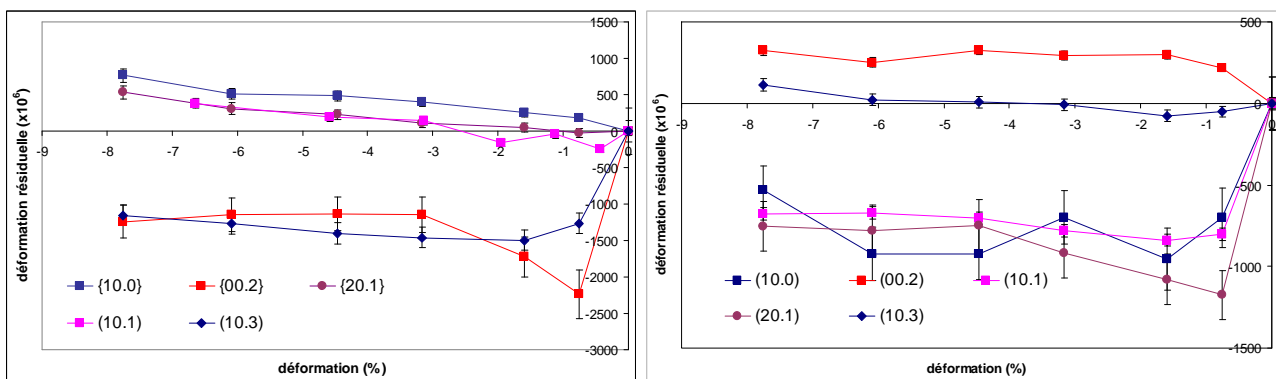 1500
1000
500
0
-500
-1000
-1500
-2000
-2500
-3000
-9 -8 -7 -6 -5 -4 -3 -2 -1 0
déformation résiduelle (x10⁶)
{10.0} {00.2} {20.1}
(10.1) (10.3)
déformation (%)
500
0
-500
-1000
-1500
-9 -8 -7 -6 -5 -4 -3 -2 -1 0
déformation résiduelle (x10⁶)
(10.0) (00.2) (10.1)
(20.1) (10.3)
déformation (%)